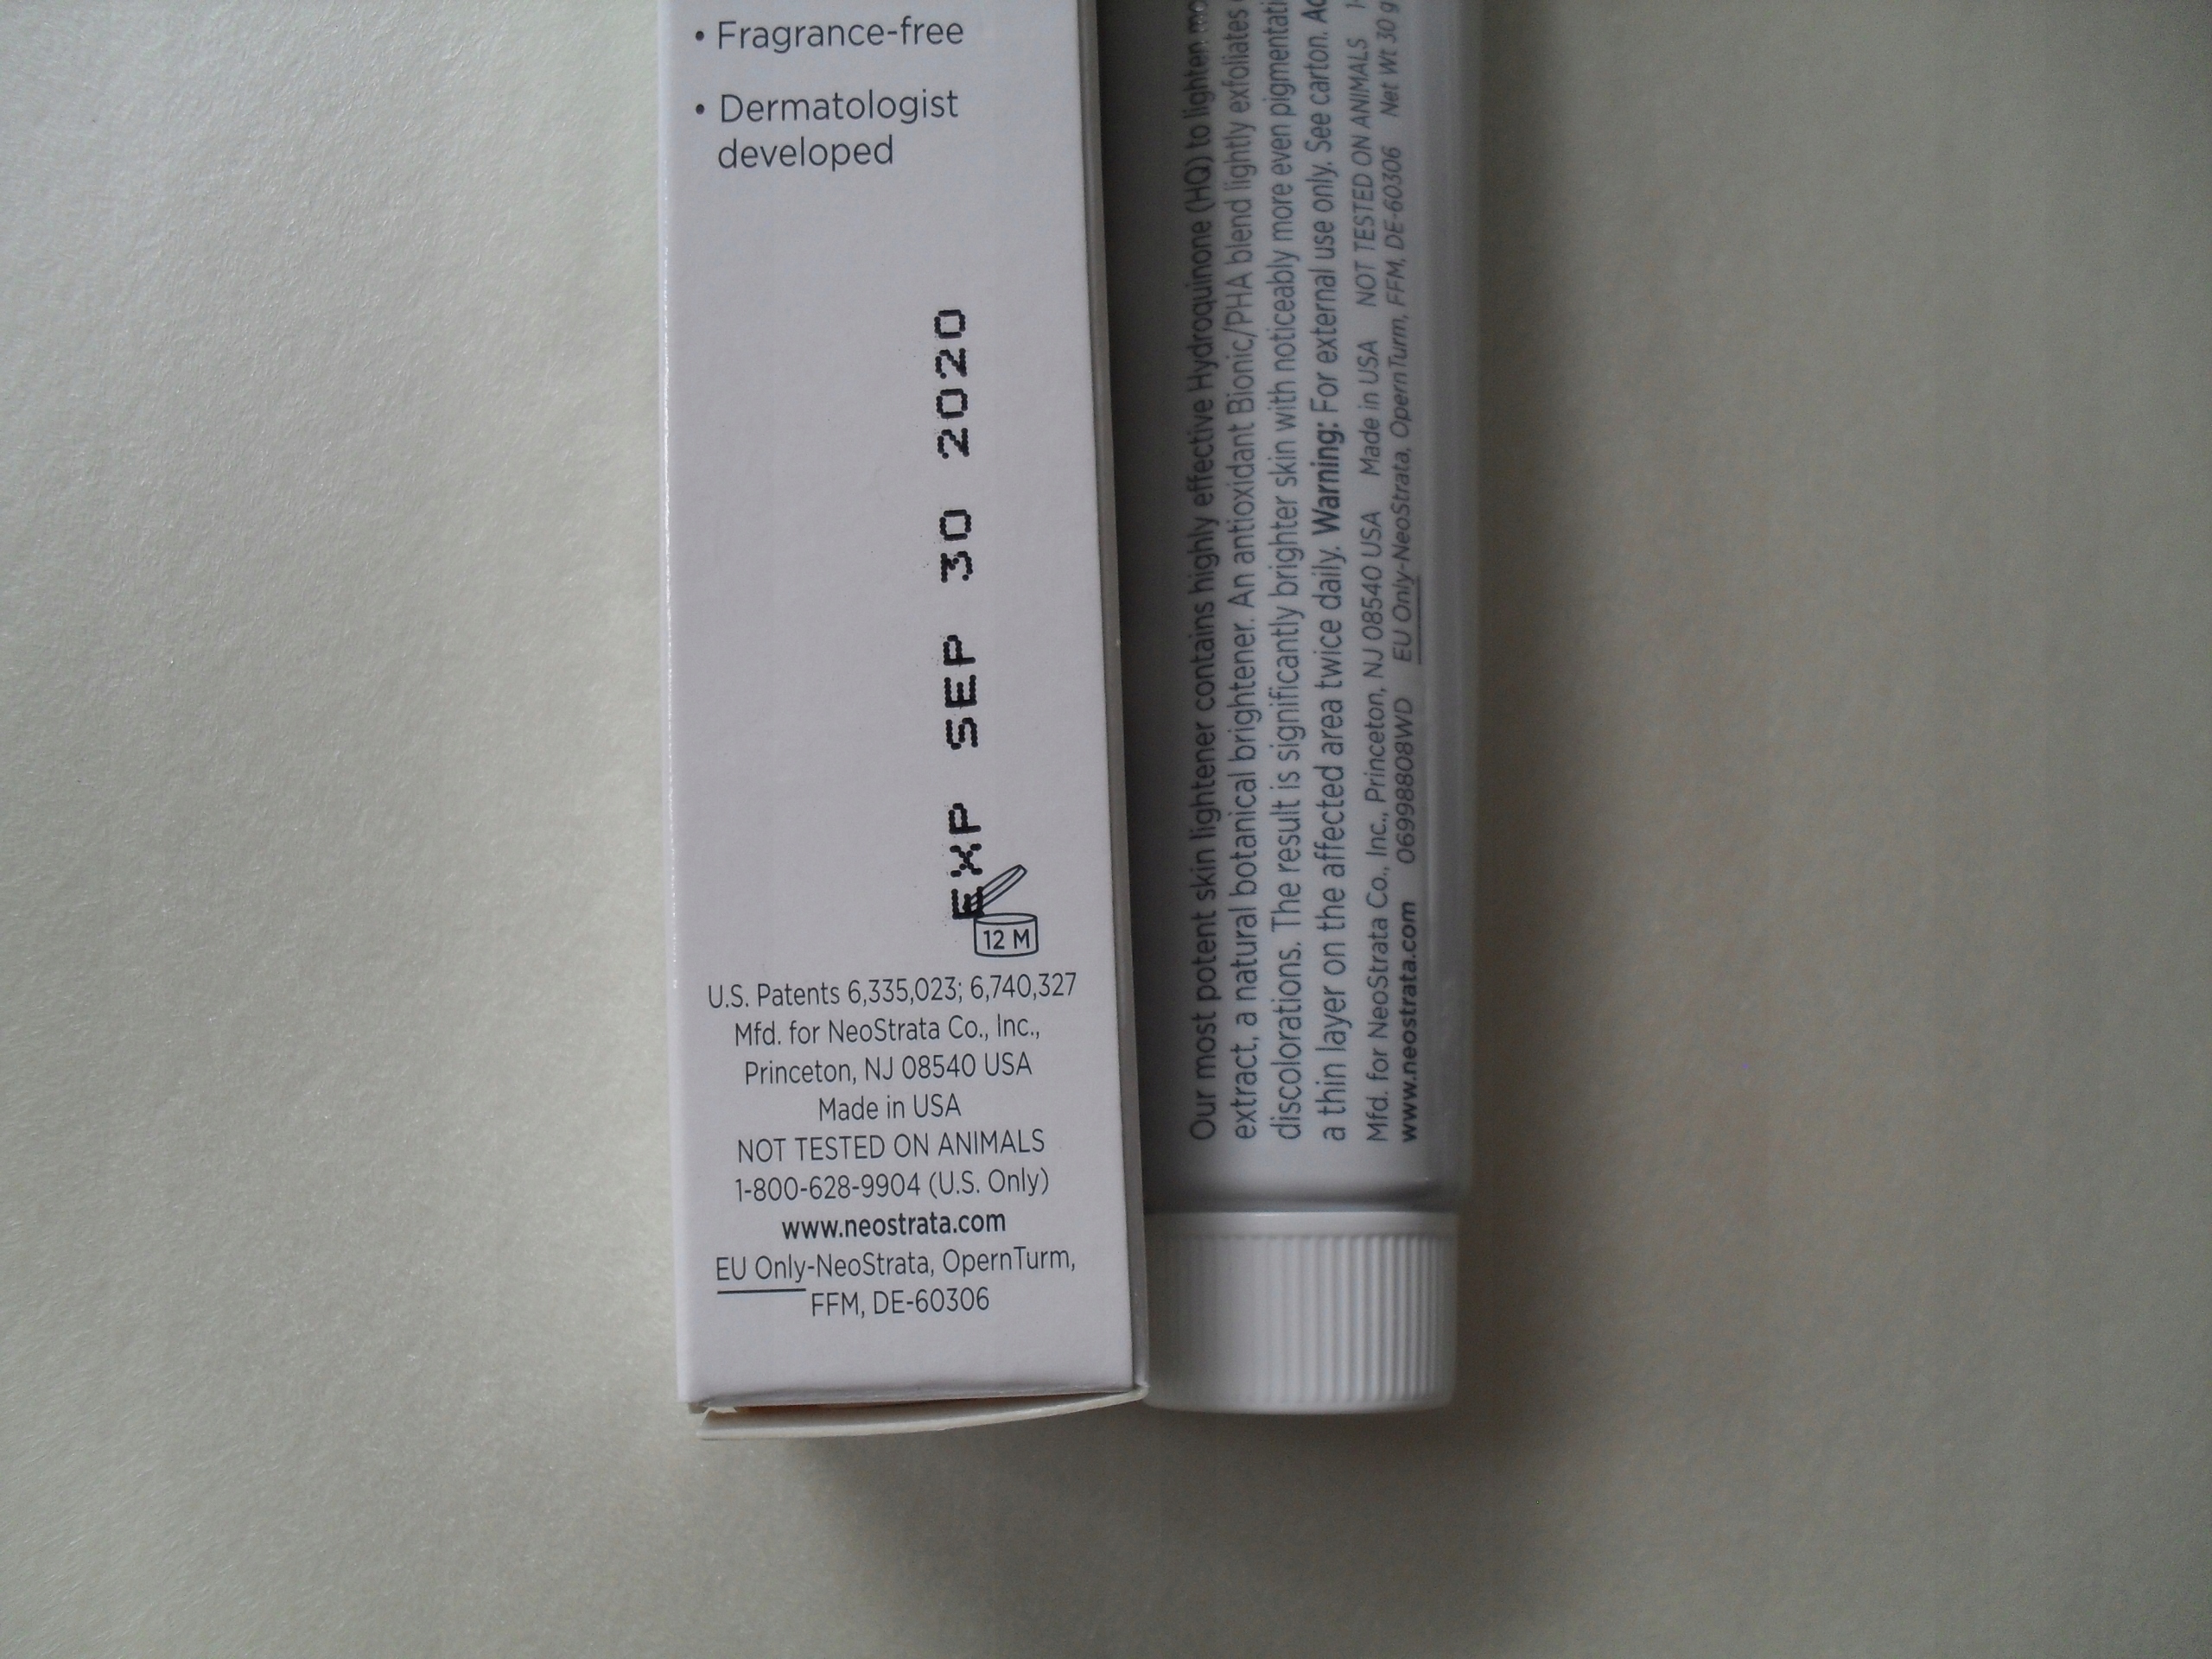 • Fragrance-free
• Dermatologist
developed
EXP SEP 30 2020
12 M
U.S. Patents 6,335,023; 6,740,327
Mfd. for NeoStrata Co., Inc.,
Princeton, NJ 08540 USA
Made in USA
NOT TESTED ON ANIMALS
1-800-628-9904 (U.S. Only)
www.neostrata.com
EU Only-NeoStrata, OpernTurm,
FFM, DE-60306
Our most potent skin lightener contains highly effective Hydroquinone (HQ) to lighten
extract, a natural botanical brightener. An antioxidant Bionic/PHA blend lightly exfoliates
discolorations. The result is significantly brighter skin with noticeably more even
a thin layer on the affected area twice daily. Warning: For external use only. See carton.
Mfd. for NeoStrata Co., Inc., Princeton, NJ 08540 USA Made in USA NOT TESTED ON ANIMALS
www.neostrata.com 06998808WD EU Only-NeoStrata, OpernTurm, FFM, DE-60306 Net Wt 30 g